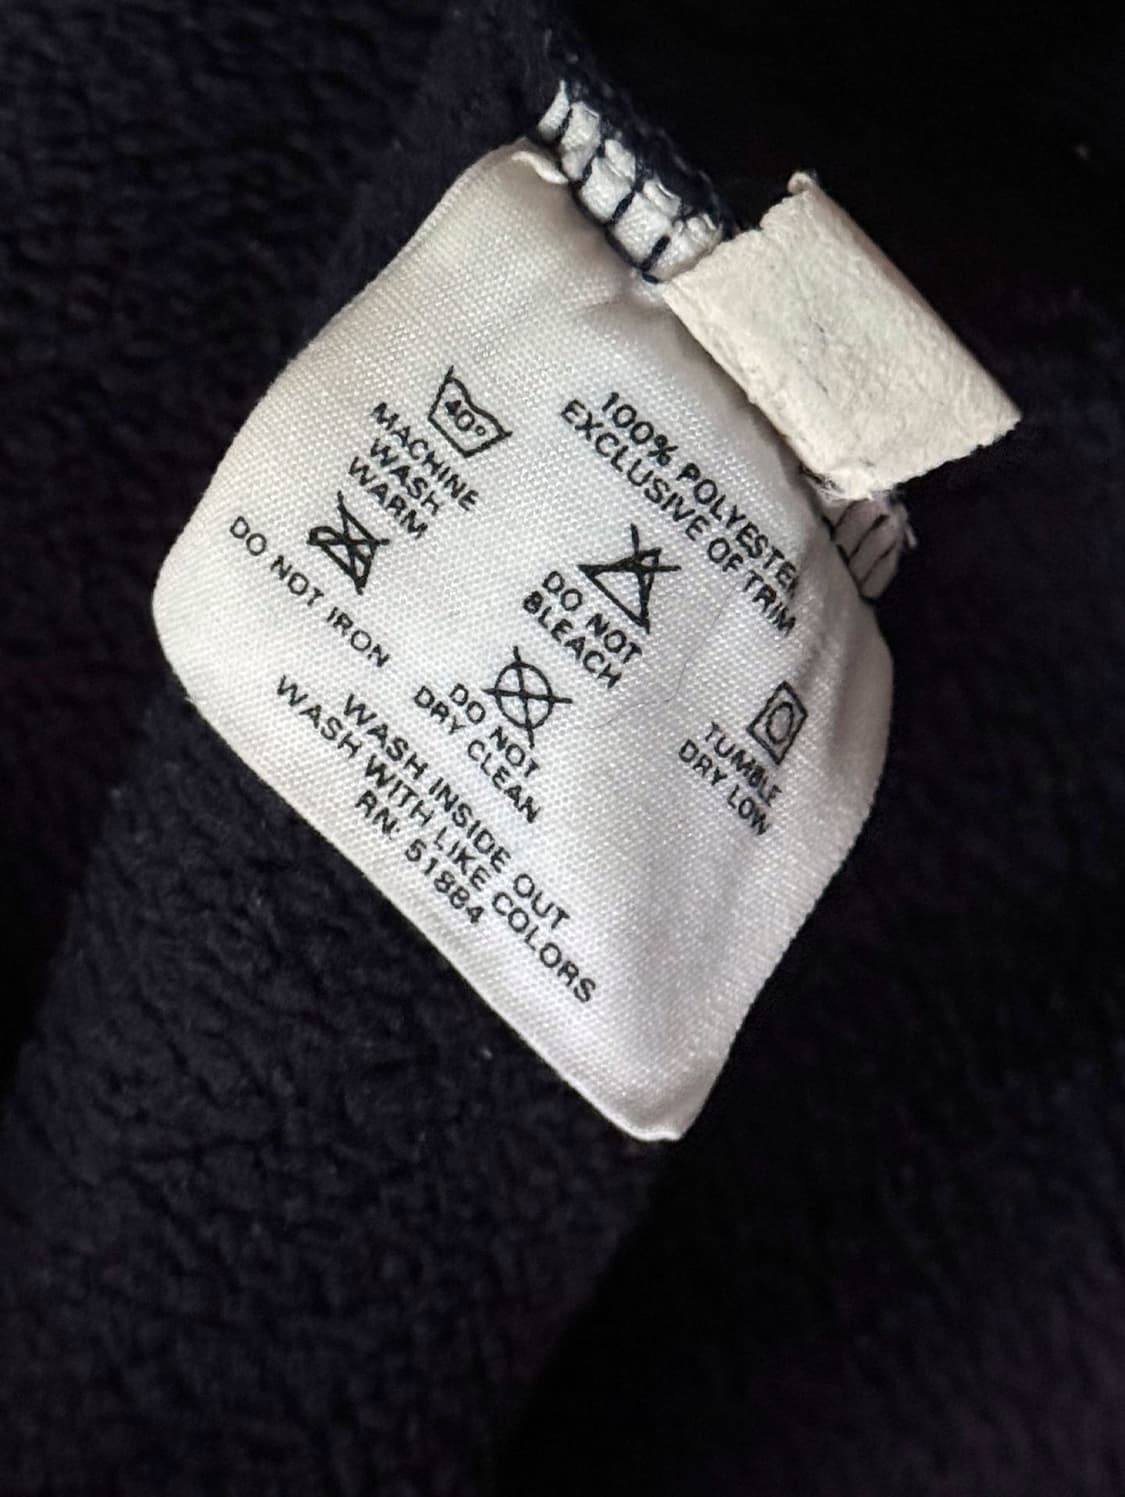 100% POLYESTER
EXCLUSIVE OF TRIM
40°
MACHINE
WASH
WARM
DO NOT
BLEACH
TUMBLE
DRY LOW
DO NOT IRON
DO NOT
DRY CLEAN
WASH INSIDE OUT
WASH WITH LIKE COLORS
RN: 51884